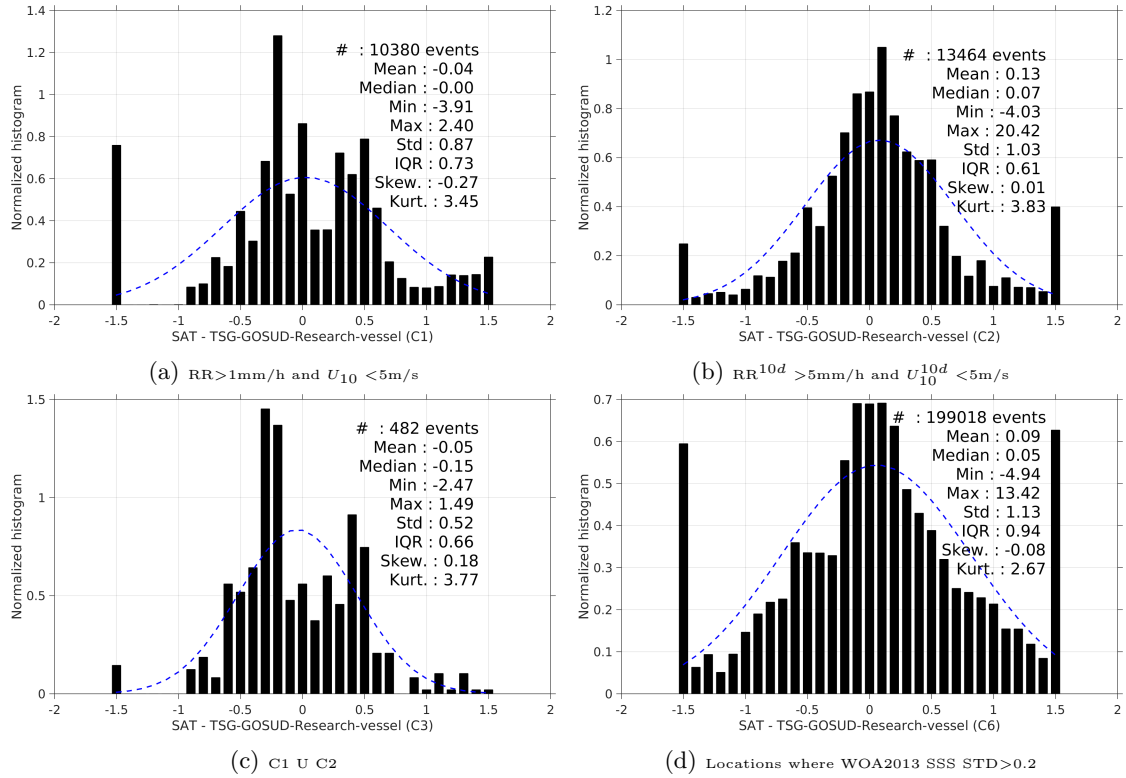 1.4
1.2
1
0.8
0.6
0.4
0.2
0
-2
-1.5
-1
-0.5
0
0.5
1
1.5
2
Normalized histogram
SAT - TSG-GOSUD-Research-vessel (C1)
# : 10380 events
Mean : -0.04
Median : -0.00
Min : -3.91
Max : 2.40
Std : 0.87
IQR : 0.73
Skew. : -0.27
Kurt. : 3.45
(a) RR>1mm/h and U10 <5m/s
1.2
1
0.8
0.6
0.4
0.2
0
-2
-1.5
-1
-0.5
0
0.5
1
1.5
2
Normalized histogram
SAT - TSG-GOSUD-Research-vessel (C2)
# : 13464 events
Mean : 0.13
Median : 0.07
Min : -4.03
Max : 20.42
Std : 1.03
IQR : 0.61
Skew. : 0.01
Kurt. : 3.83
(b) RR^10d >5mm/h and U10^10d <5m/s
1.5
1
0.5
0
-2
-1.5
-1
-0.5
0
0.5
1
1.5
2
Normalized histogram
SAT - TSG-GOSUD-Research-vessel (C3)
# : 482 events
Mean : -0.05
Median : -0.15
Min : -2.47
Max : 1.49
Std : 0.52
IQR : 0.66
Skew. : 0.18
Kurt. : 3.77
(c) C1 U C2
0.7
0.6
0.5
0.4
0.3
0.2
0.1
0
-2
-1.5
-1
-0.5
0
0.5
1
1.5
2
Normalized histogram
SAT - TSG-GOSUD-Research-vessel (C6)
# : 199018 events
Mean : 0.09
Median : 0.05
Min : -4.94
Max : 13.42
Std : 1.13
IQR : 0.94
Skew. : -0.08
Kurt. : 2.67
(d) Locations where WOA2013 SSS STD>0.2